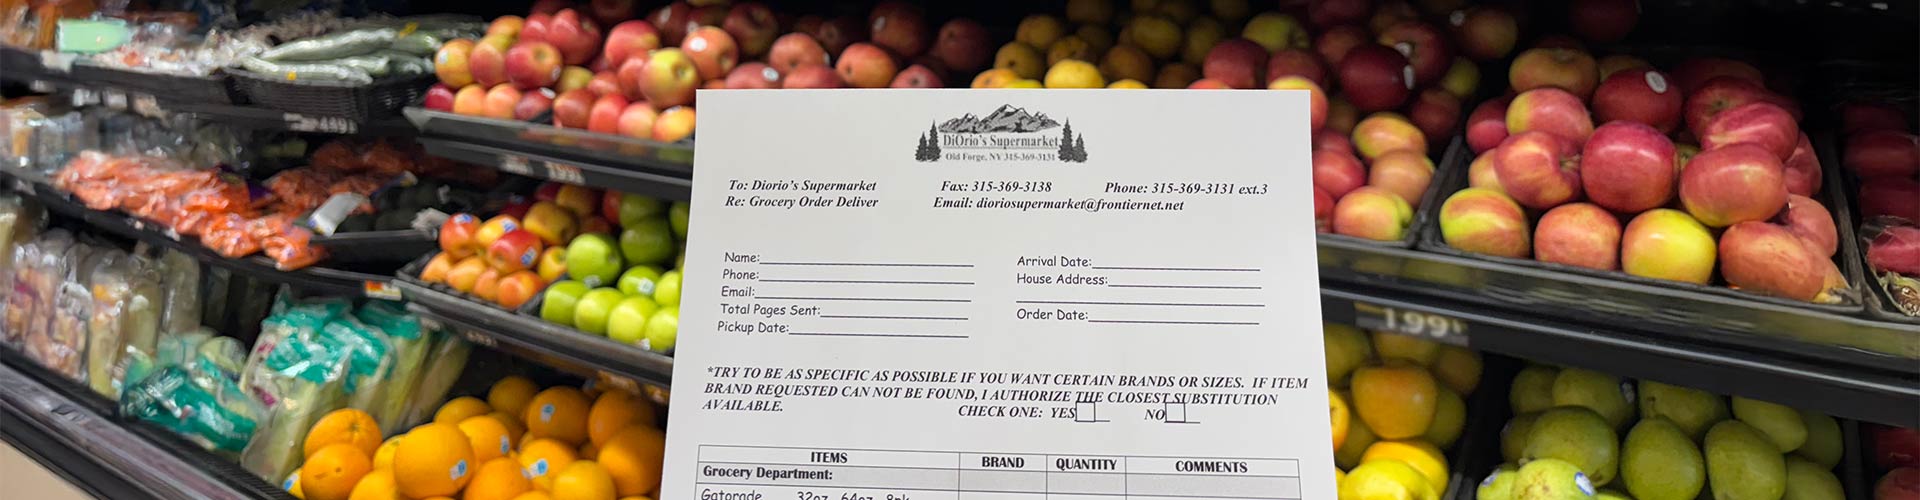 DiOrio's Supermarket
Old Forge, NY 315-369-3131
To: Diorio's Supermarket Fax: 315-369-3138 Phone: 315-369-3131 ext.3
Re: Grocery Order Deliver Email: dioriosupermarket@frontiernet.net
Name: Arrival Date:
Phone: House Address:
Email:
Total Pages Sent: Order Date:
Pickup Date:
*TRY TO BE AS SPECIFIC AS POSSIBLE IF YOU WANT CERTAIN BRANDS OR SIZES. IF ITEM
BRAND REQUESTED CAN NOT BE FOUND, I AUTHORIZE THE CLOSEST SUBSTITUTION
AVAILABLE. CHECK ONE: YES NO
ITEMS BRAND QUANTITY COMMENTS
Grocery Department:
Gatorade 32oz 64oz 8pk
1.99